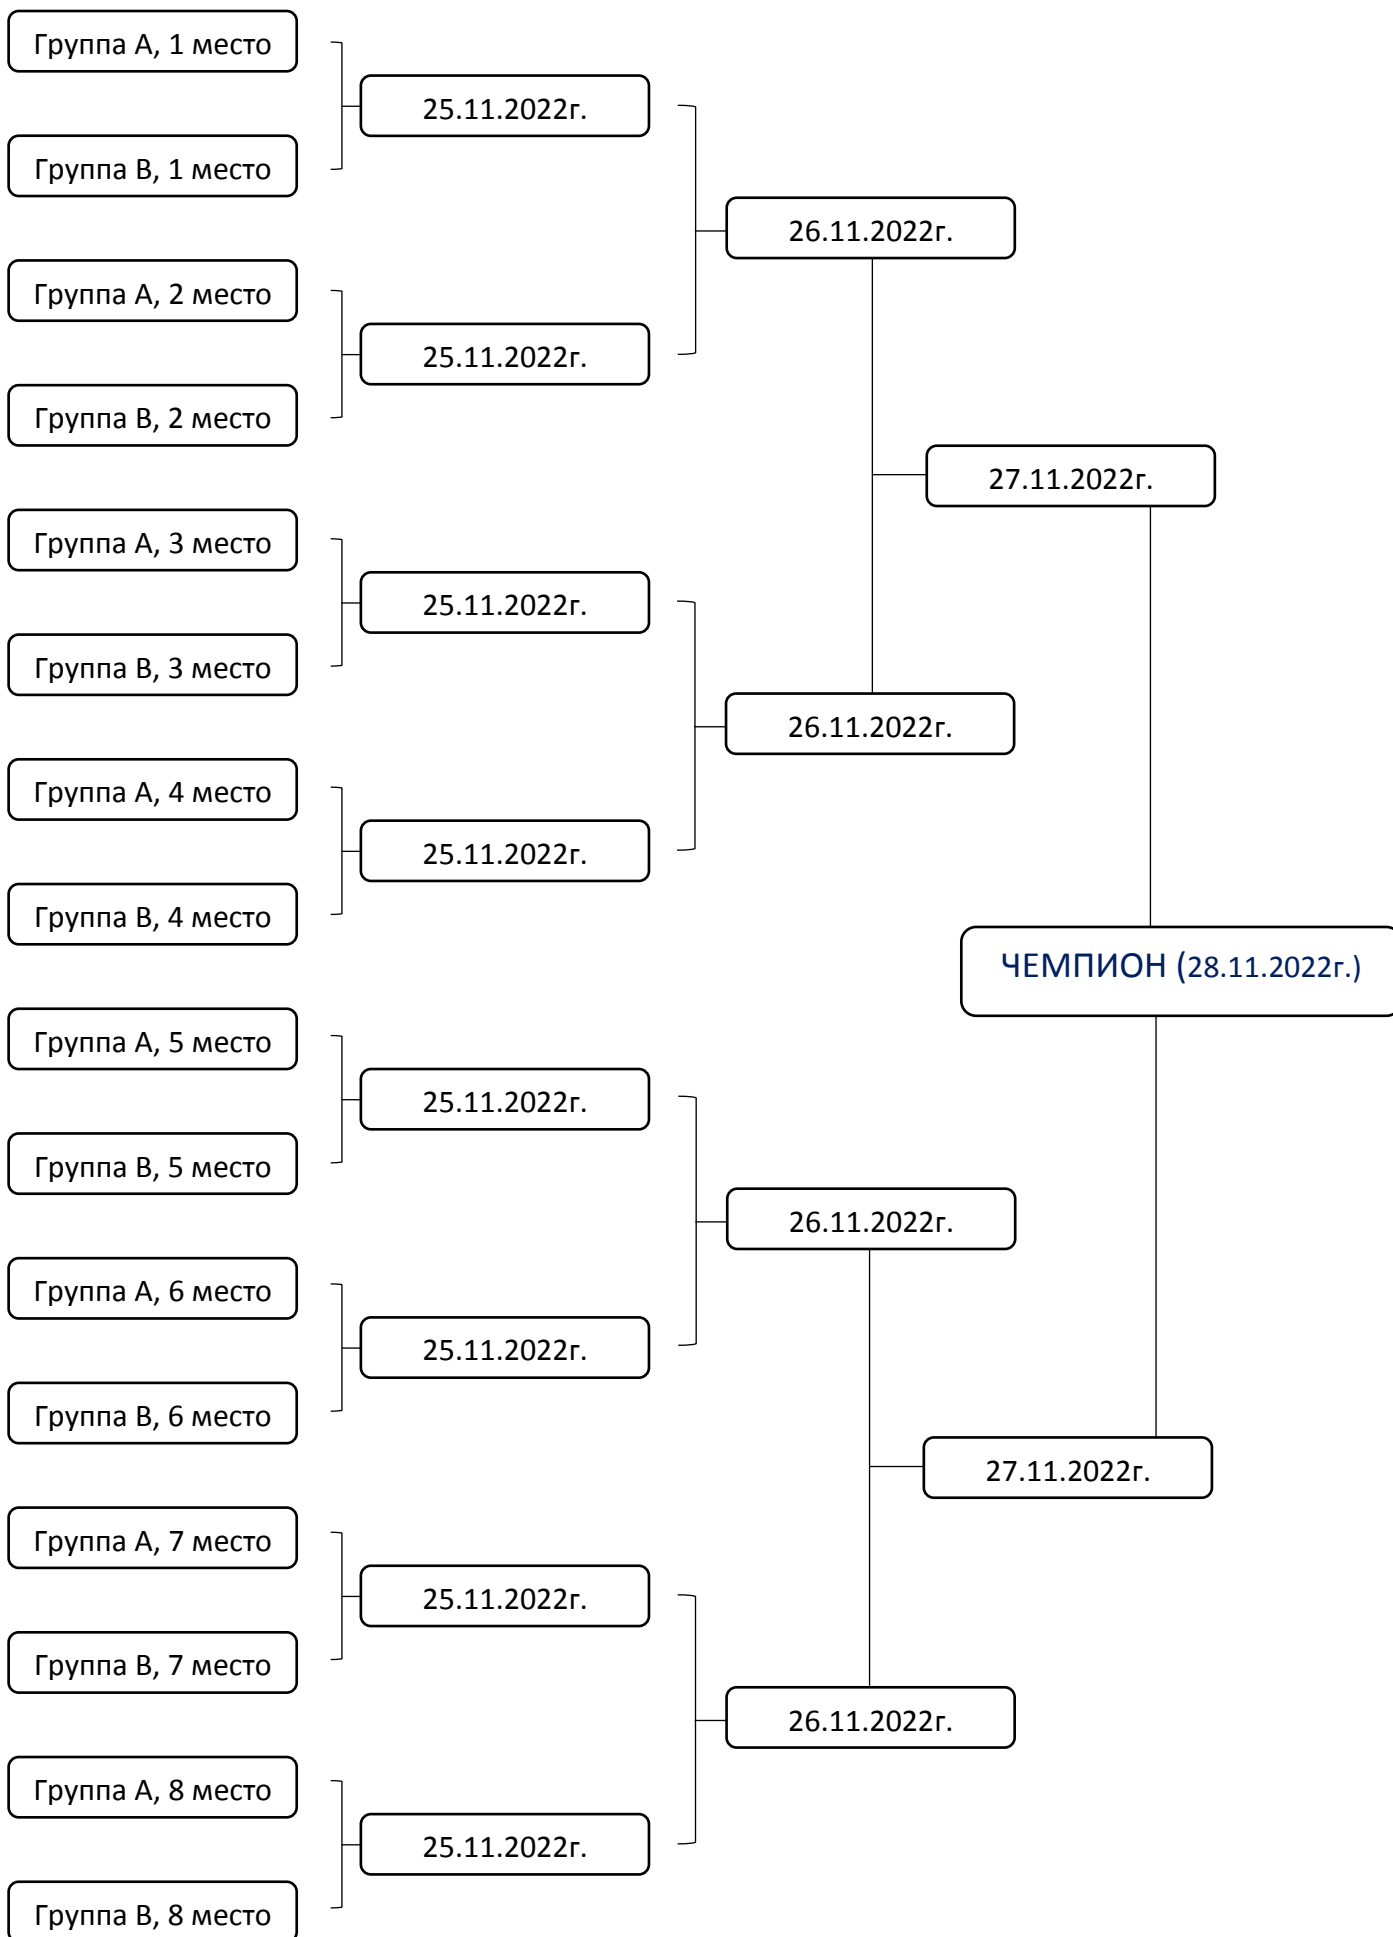 Группа А, 1 место
25.11.2022г.
Группа В, 1 место
26.11.2022г.
Группа А, 2 место
25.11.2022г.
Группа В, 2 место
27.11.2022г.
Группа А, 3 место
25.11.2022г.
Группа В, 3 место
26.11.2022г.
Группа А, 4 место
25.11.2022г.
Группа В, 4 место
ЧЕМПИОН (28.11.2022г.)
Группа А, 5 место
25.11.2022г.
Группа В, 5 место
26.11.2022г.
Группа А, 6 место
25.11.2022г.
Группа В, 6 место
27.11.2022г.
Группа А, 7 место
25.11.2022г.
Группа В, 7 место
26.11.2022г.
Группа А, 8 место
25.11.2022г.
Группа В, 8 место